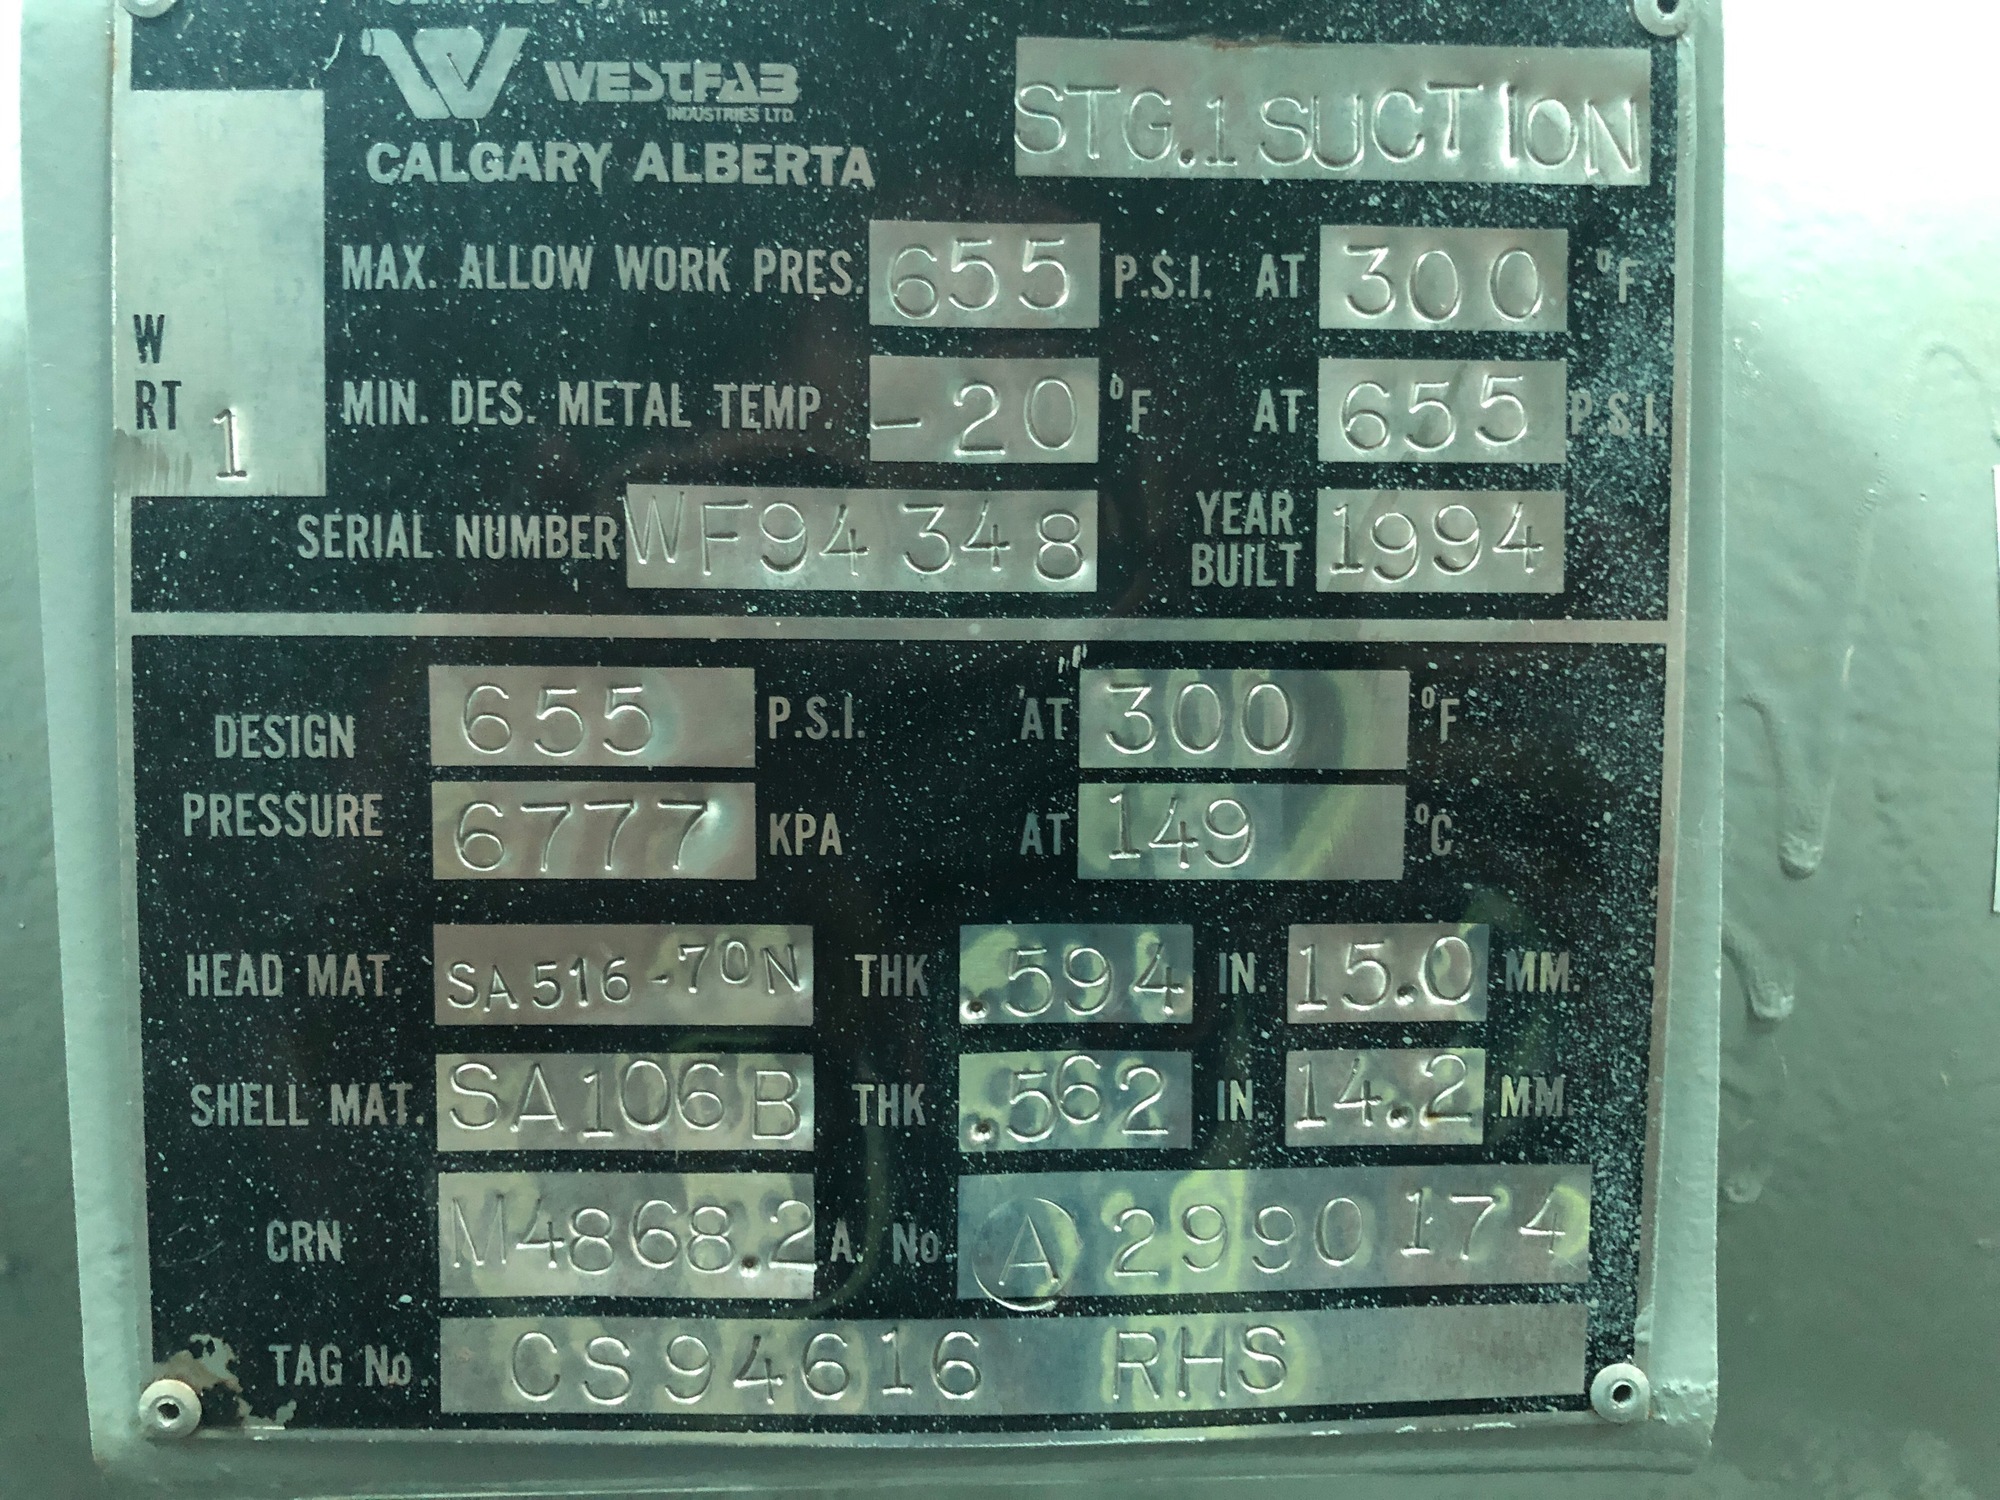 WESTFAB
INDUSTRIES LTD.
CALGARY ALBERTA
STG.1 SUCTION
MAX. ALLOW WORK PRES. 655 P.S.I. AT 300 °F
W
RT 1
MIN. DES. METAL TEMP. -20 °F AT 655 P.S.I.
SERIAL NUMBER WF94 348 YEAR BUILT 1994
DESIGN PRESSURE 655 P.S.I. AT 300 °F
6777 KPA AT 149 °C
HEAD MAT. SA516-70N THK .594 IN. 15.0 MM.
SHELL MAT. SA106B THK .562 IN. 14.2 MM.
CRN M4868.2 A. No. A 2990174
TAG No. CS94616 RHS